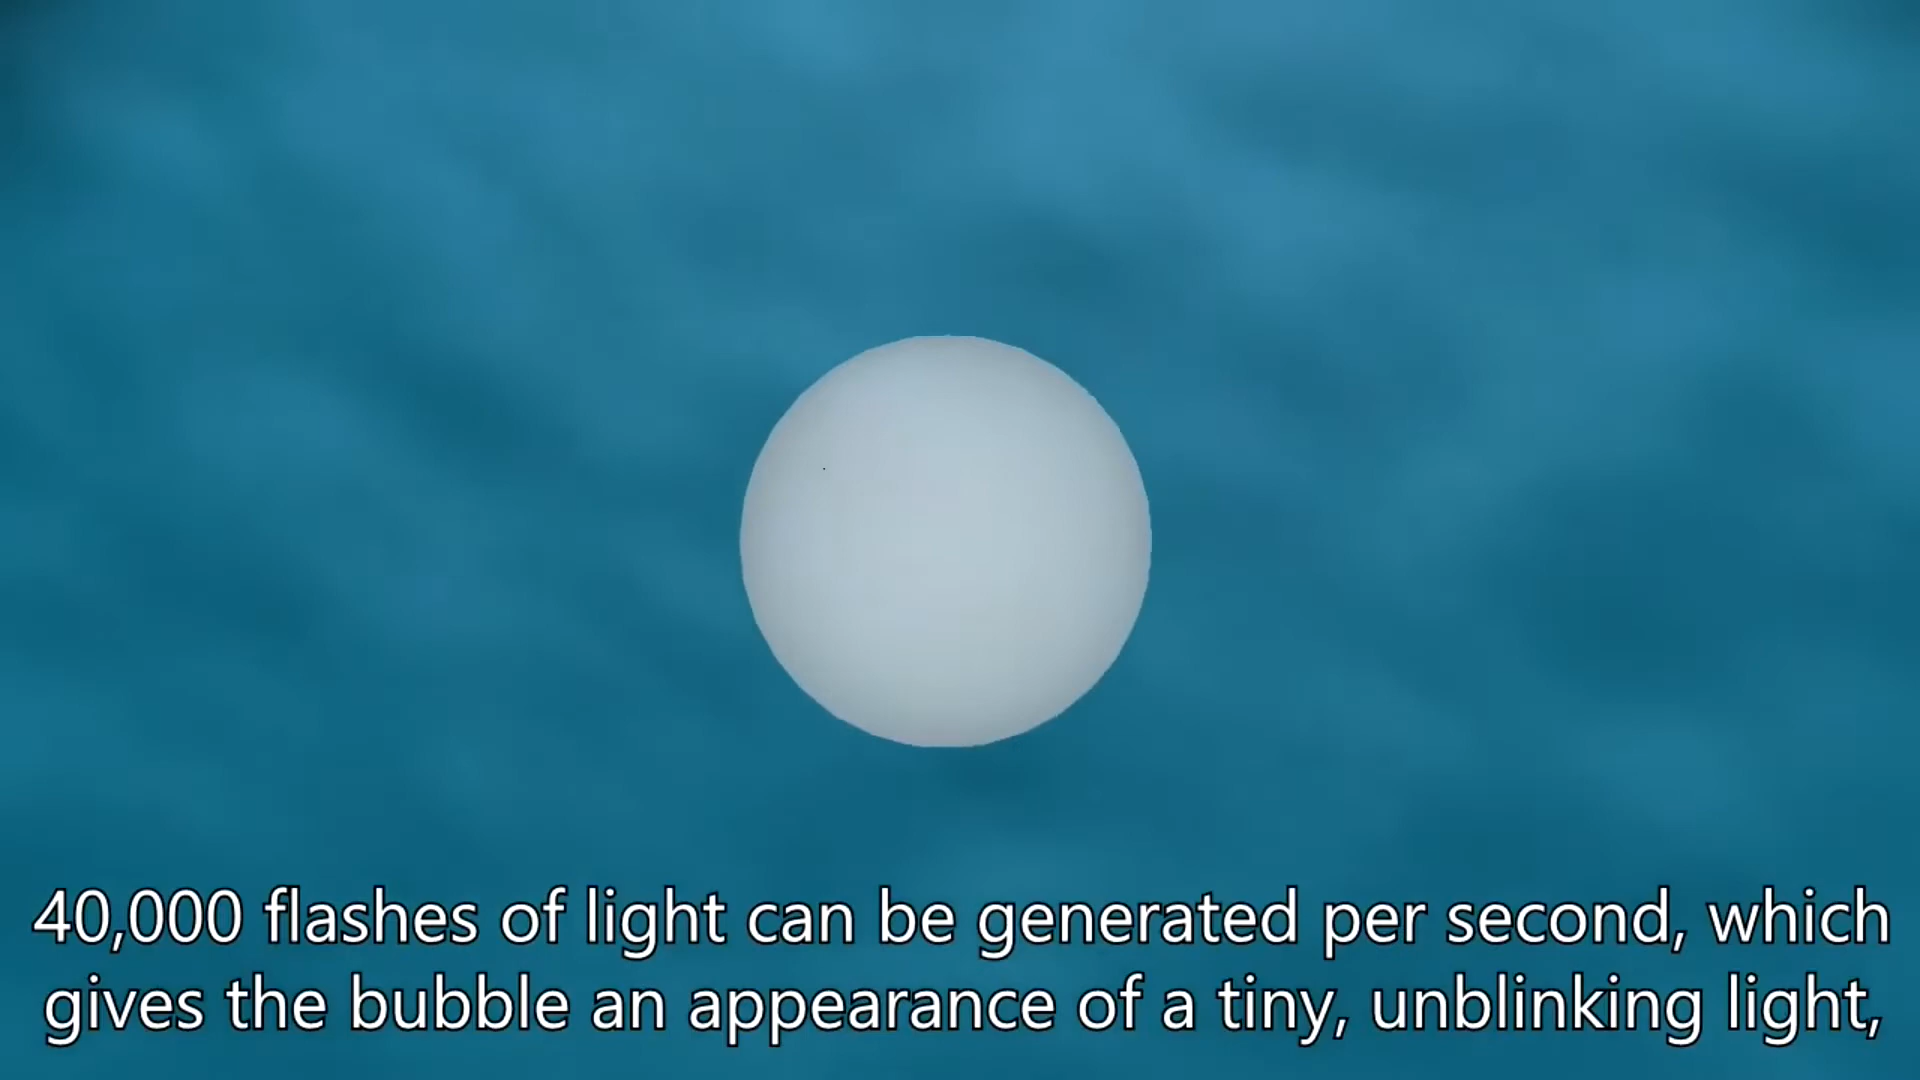 40,000 flashes of light can be generated per second, which
gives the bubble an appearance of a tiny, unblinking light,